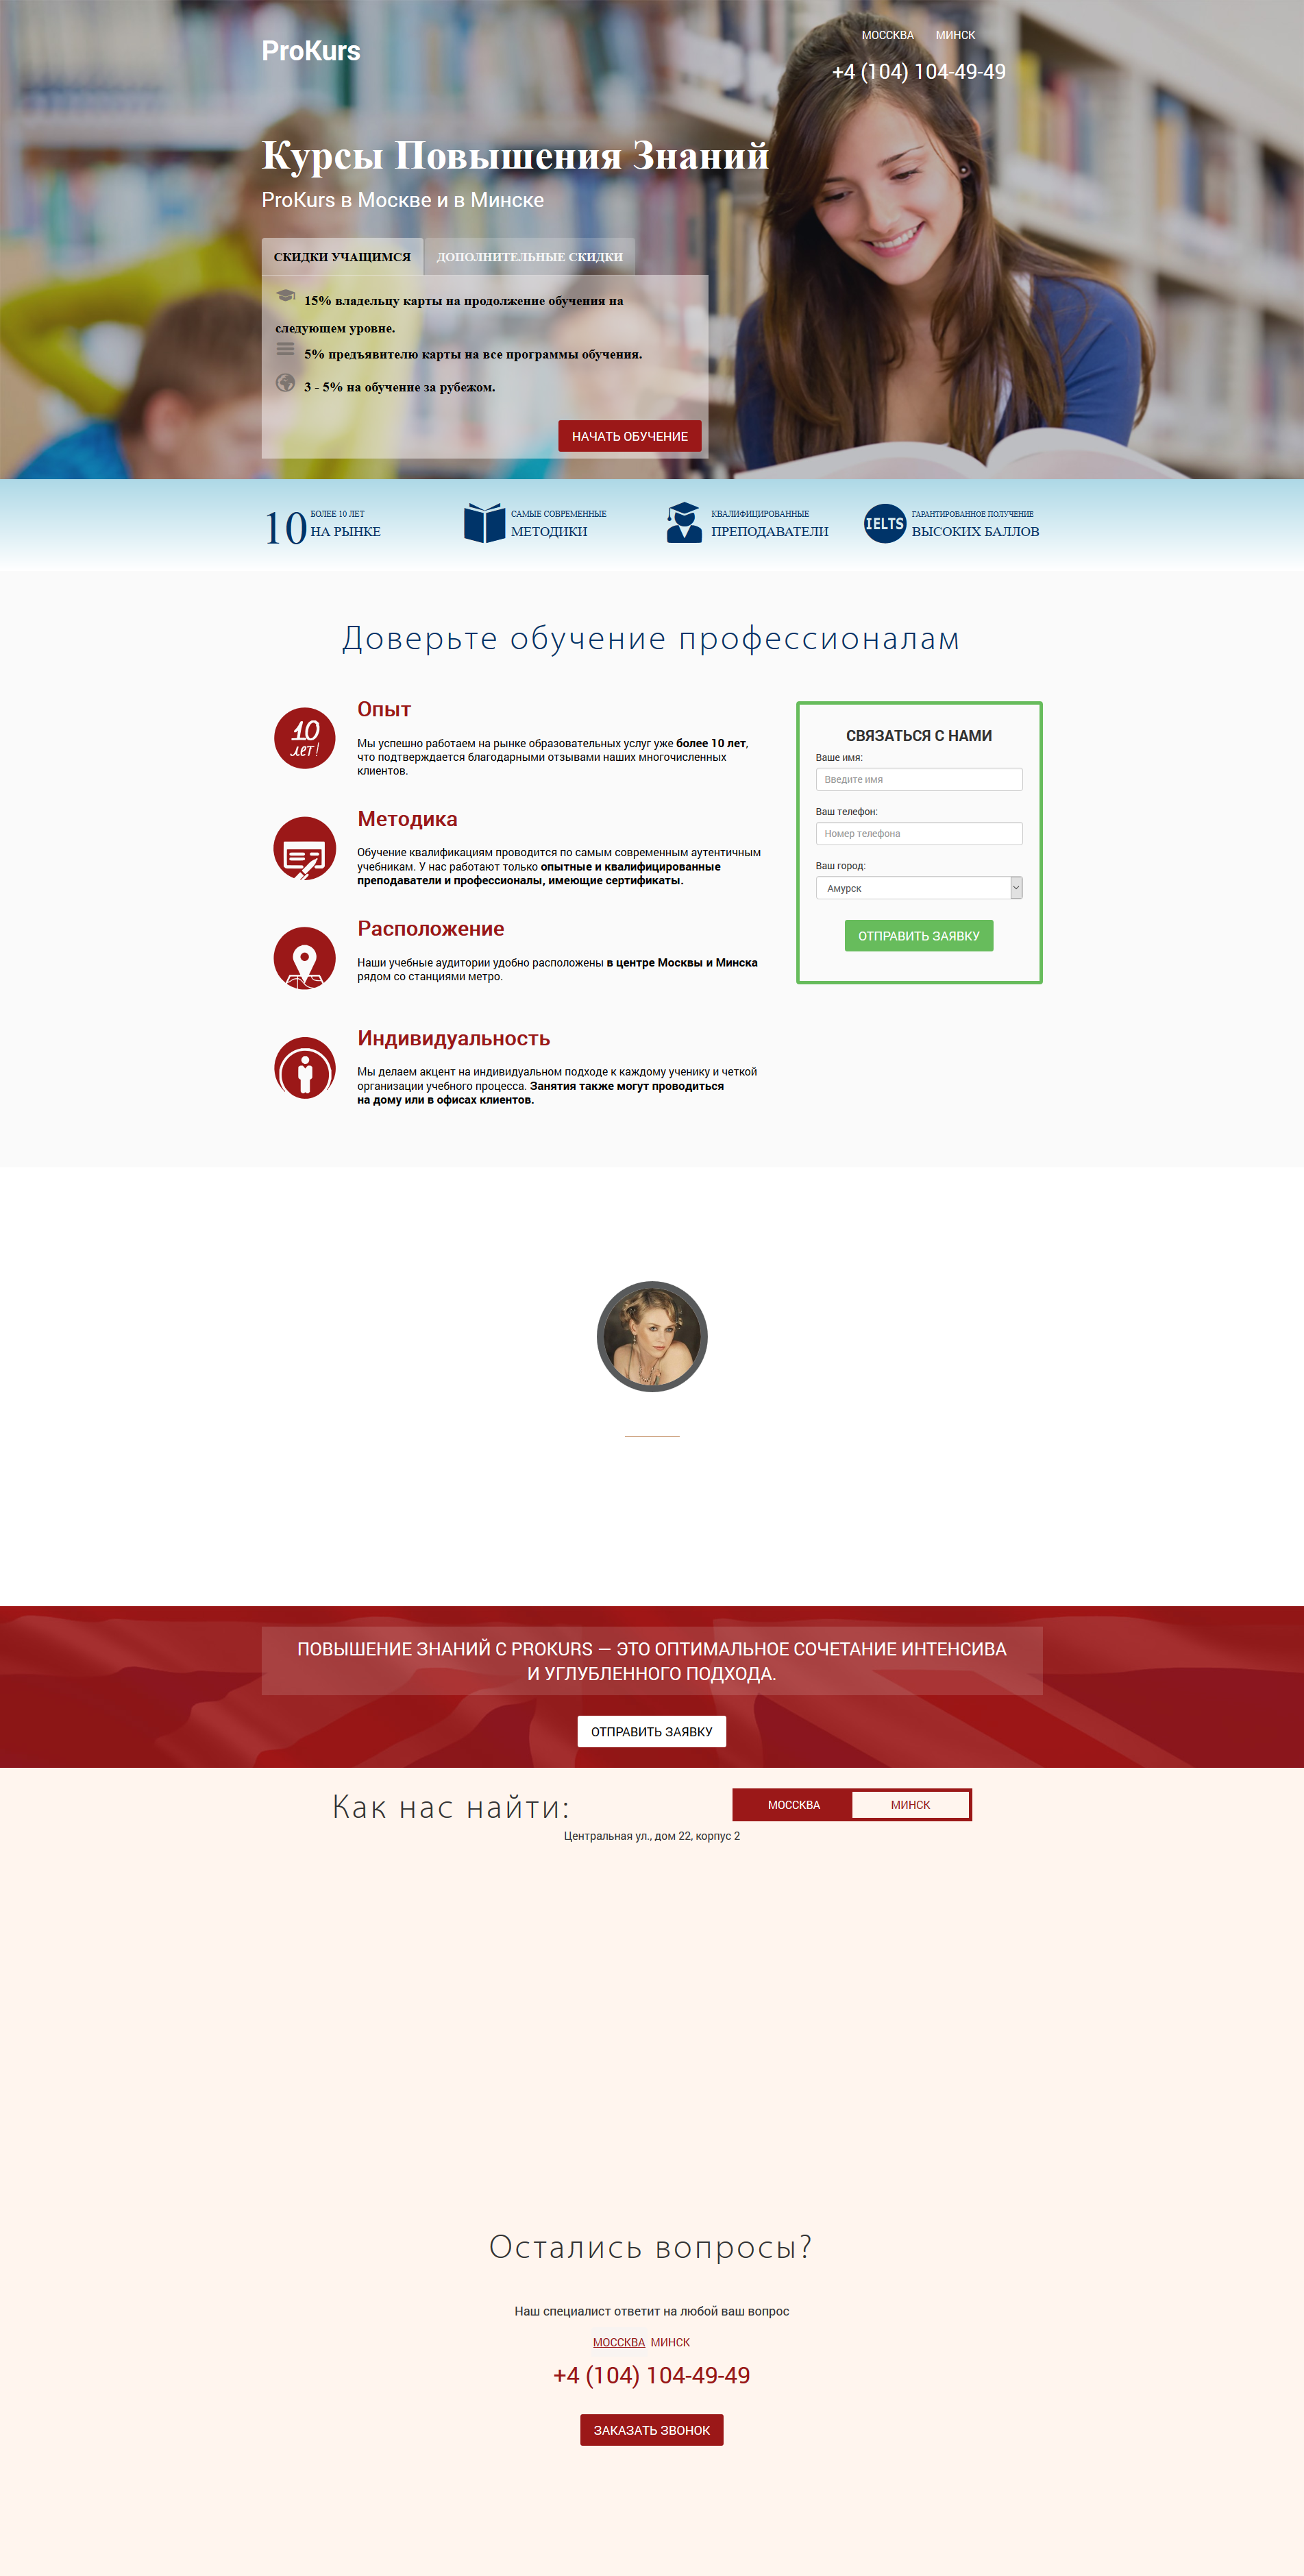 ProKurs
МОССКВА МИНСК
+4 (104) 104-49-49
Курсы Повышения Знаний
ProKurs в Москве и в Минске
СКИДКИ УЧАЩИМСЯ ДОПОЛНИТЕЛЬНЫЕ СКИДКИ
15% владельцу карты на продолжение обучения на
следующем уровне.
5% предъявителю карты на все программы обучения.
3 - 5% на обучение за рубежом.
НАЧАТЬ ОБУЧЕНИЕ
10 БОЛЕЕ 10 ЛЕТ
НА РЫНКЕ
САМЫЕ СОВРЕМЕННЫЕ
МЕТОДИКИ
КВАЛИФИЦИРОВАННЫЕ
ПРЕПОДАВАТЕЛИ
IELTS ГАРАНТИРОВАННОЕ ПОЛУЧЕНИЕ
ВЫСОКИХ БАЛЛОВ
Доверьте обучение профессионалам
10
лет!
Опыт
Мы успешно работаем на рынке образовательных услуг уже более 10 лет,
что подтверждается благодарными отзывами наших многочисленных
клиентов.
Методика
Обучение квалификациям проводится по самым современным аутентичным
учебникам. У нас работают только опытные и квалифицированные
преподаватели и профессионалы, имеющие сертификаты.
Расположение
Наши учебные аудитории удобно расположены в центре Москвы и Минска
рядом со станциями метро.
Индивидуальность
Мы делаем акцент на индивидуальном подходе к каждому ученику и четкой
организации учебного процесса. Занятия также могут проводиться
на дому или в офисах клиентов.
СВЯЗАТЬСЯ С НАМИ
Ваше имя:
Введите имя
Ваш телефон:
Номер телефона
Ваш город:
Амурск
ОТПРАВИТЬ ЗАЯВКУ
ПОВЫШЕНИЕ ЗНАНИЙ С PROKURS — ЭТО ОПТИМАЛЬНОЕ СОЧЕТАНИЕ ИНТЕНСИВА
И УГЛУБЛЕННОГО ПОДХОДА.
ОТПРАВИТЬ ЗАЯВКУ
Как нас найти:
МОССКВА МИНСК
Центральная ул., дом 22, корпус 2
Остались вопросы?
Наш специалист ответит на любой ваш вопрос
МОССКВА МИНСК
+4 (104) 104-49-49
ЗАКАЗАТЬ ЗВОНОК